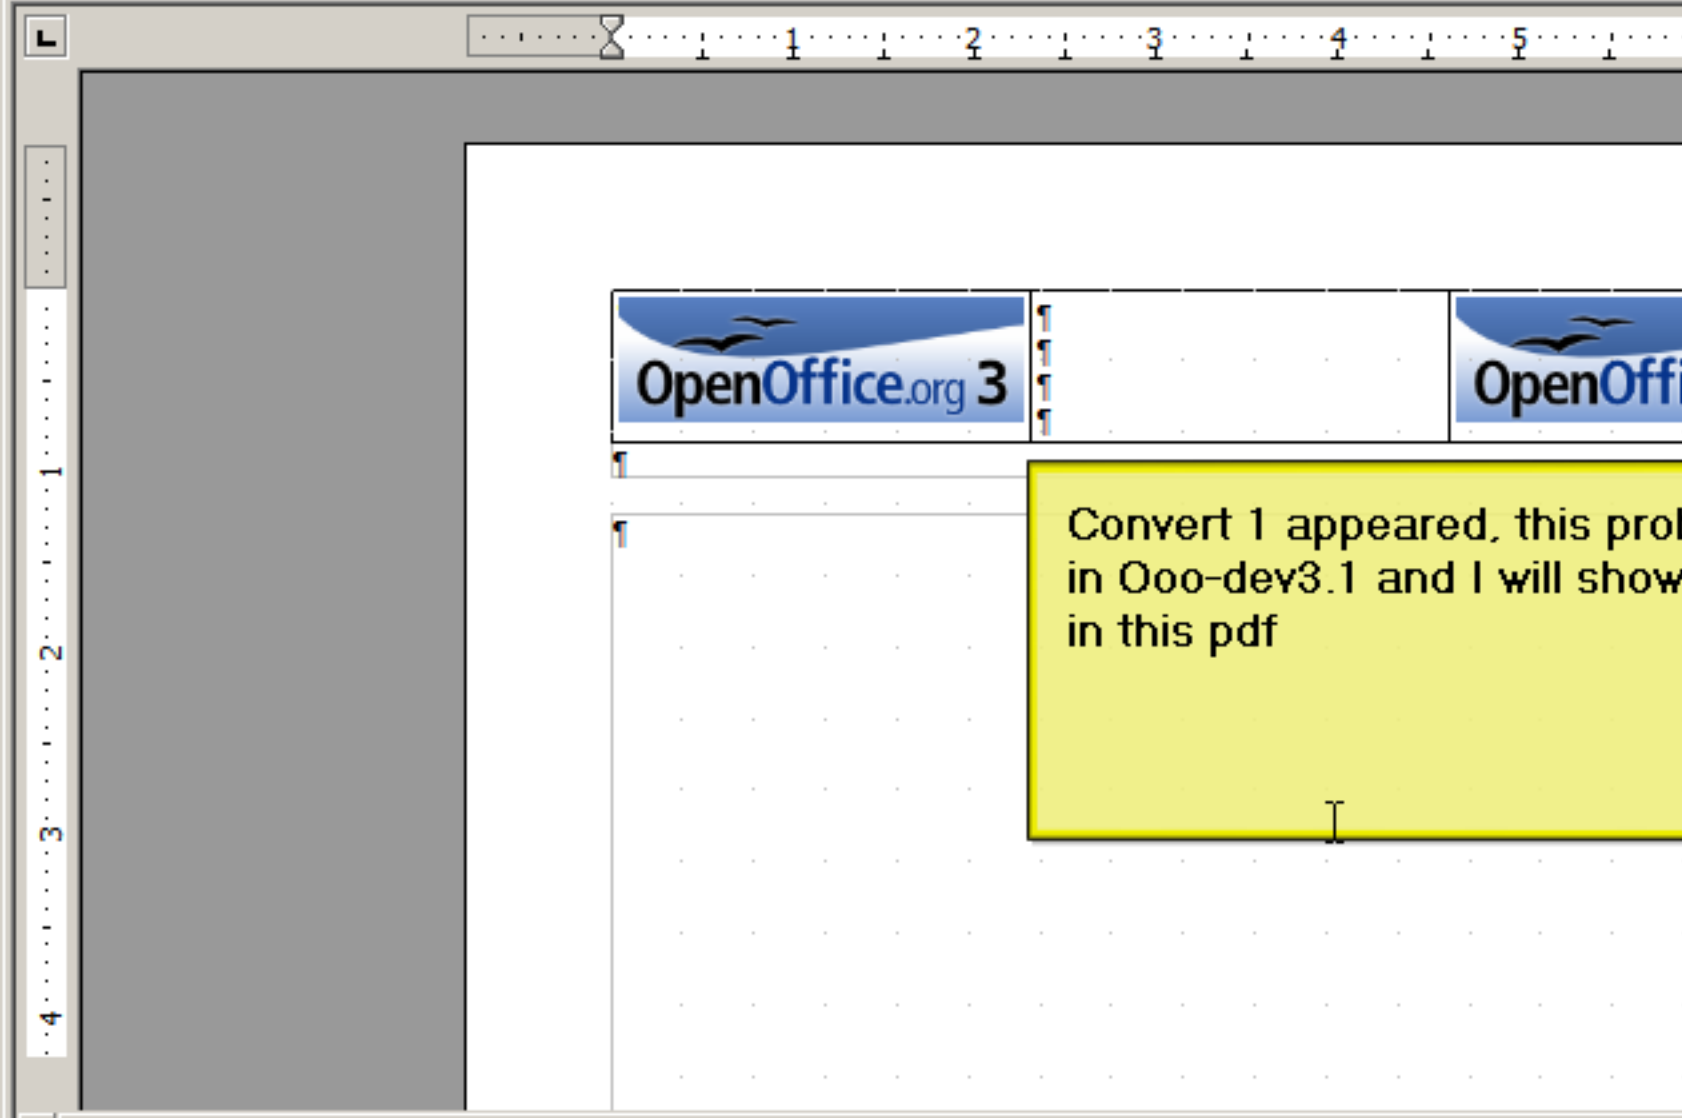 1 2 3 4 5
OpenOffice.org 3
¶
¶
¶
¶
¶
¶
Convert 1 appeared, this
in Ooo-dev3.1 and I will show
in this pdf
1
2
3
4